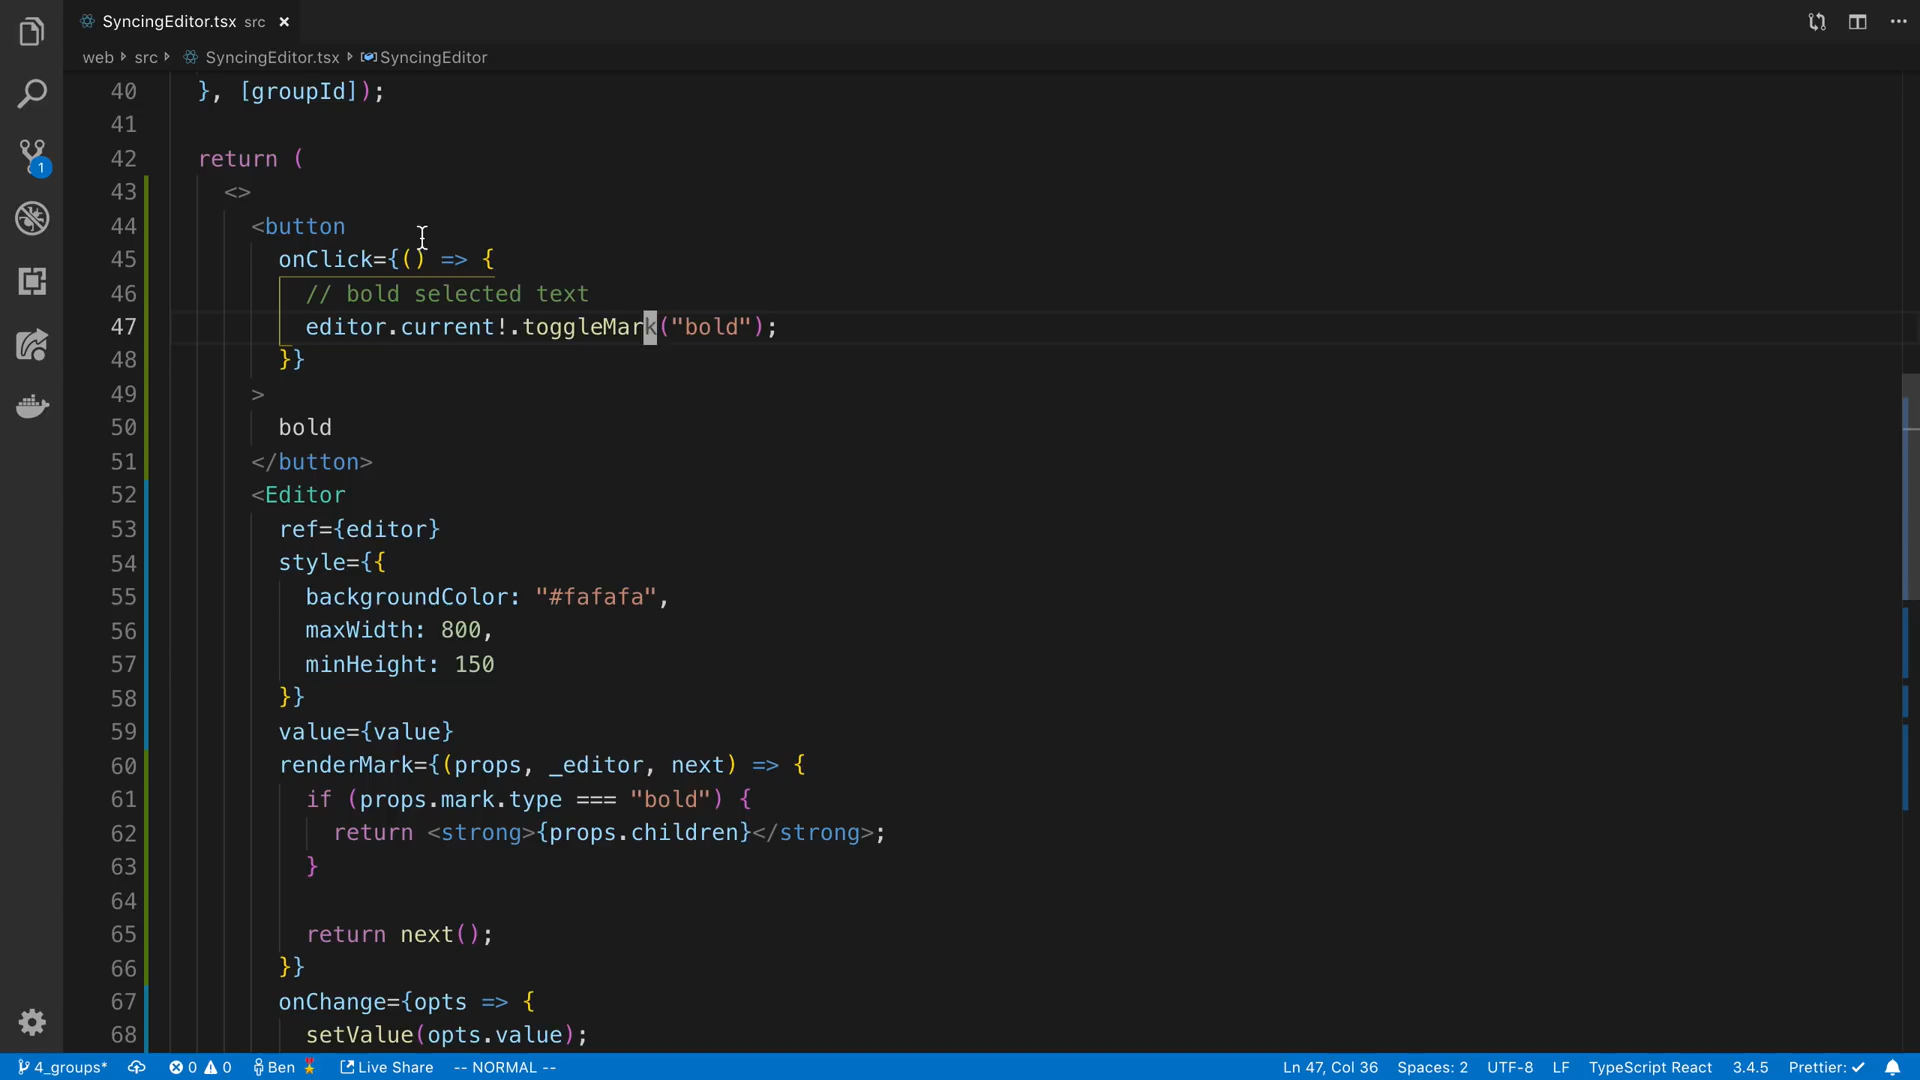 SyncingEditor.tsx src
web src SyncingEditor.tsx SyncingEditor
40 }, [groupId]);
41
42 return (
43 <>
44 <button
45 onClick={() => {
46 // bold selected text
47 editor.current!.toggleMark("bold");
48 }}
49 >
50 bold
51 </button>
52 <Editor
53 ref={editor}
54 style={{
55 backgroundColor: "#fafafa",
56 maxWidth: 800,
57 minHeight: 150
58 }}
59 value={value}
60 renderMark={(props, _editor, next) => {
61 if (props.mark.type === "bold") {
62 return <strong>{props.children}</strong>;
63 }
64
65 return next();
66 }}
67 onChange={opts => {
68 setValue(opts.value);
1
4_groups* 0 0 Ben Live Share -- NORMAL -- Ln 47, Col 36 Spaces: 2 UTF-8 LF TypeScript React 3.4.5 Prettier: ✓